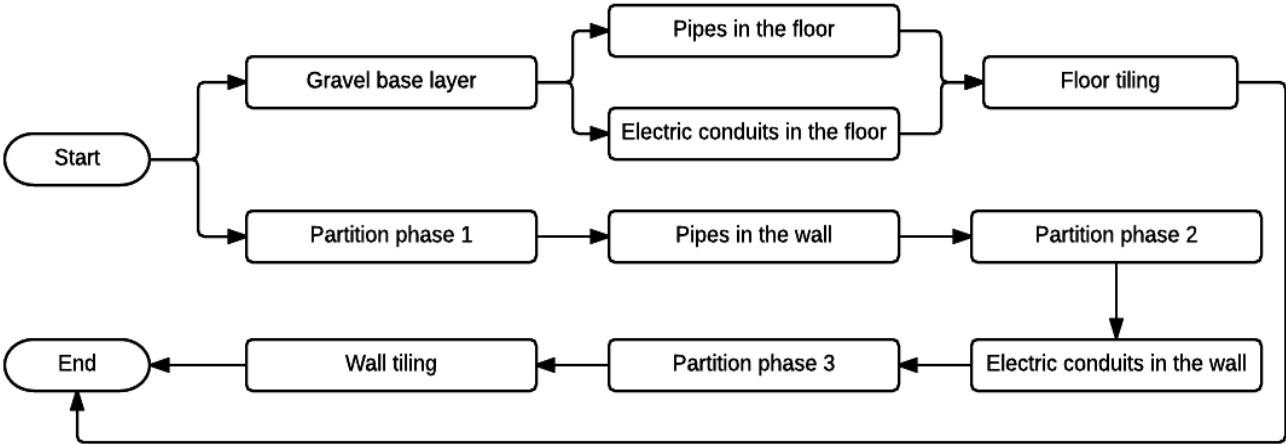 Pipes in the floor
Gravel base layer
Floor tiling
Electric conduits in the floor
Start
Partition phase 1
Pipes in the wall
Partition phase 2
End
Wall tiling
Partition phase 3
Electric conduits in the wall